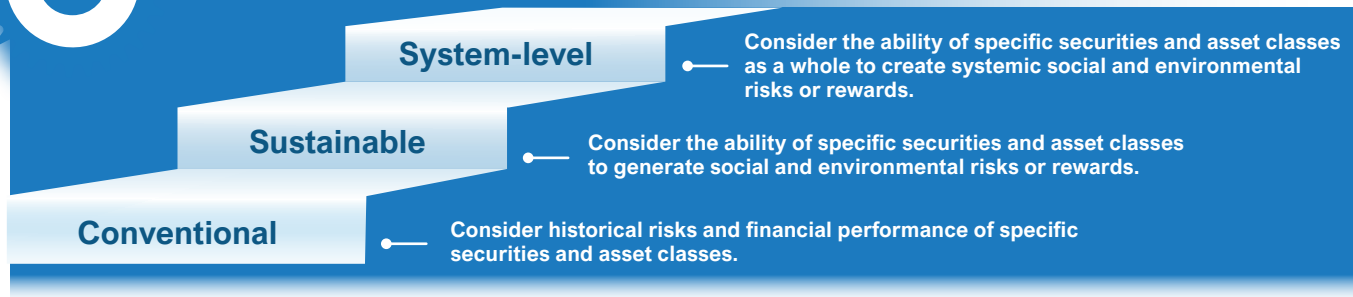 System-level
Consider the ability of specific securities and asset classes
as a whole to create systemic social and environmental
risks or rewards.
Sustainable
Consider the ability of specific securities and asset classes
to generate social and environmental risks or rewards.
Conventional
Consider historical risks and financial performance of specific
securities and asset classes.